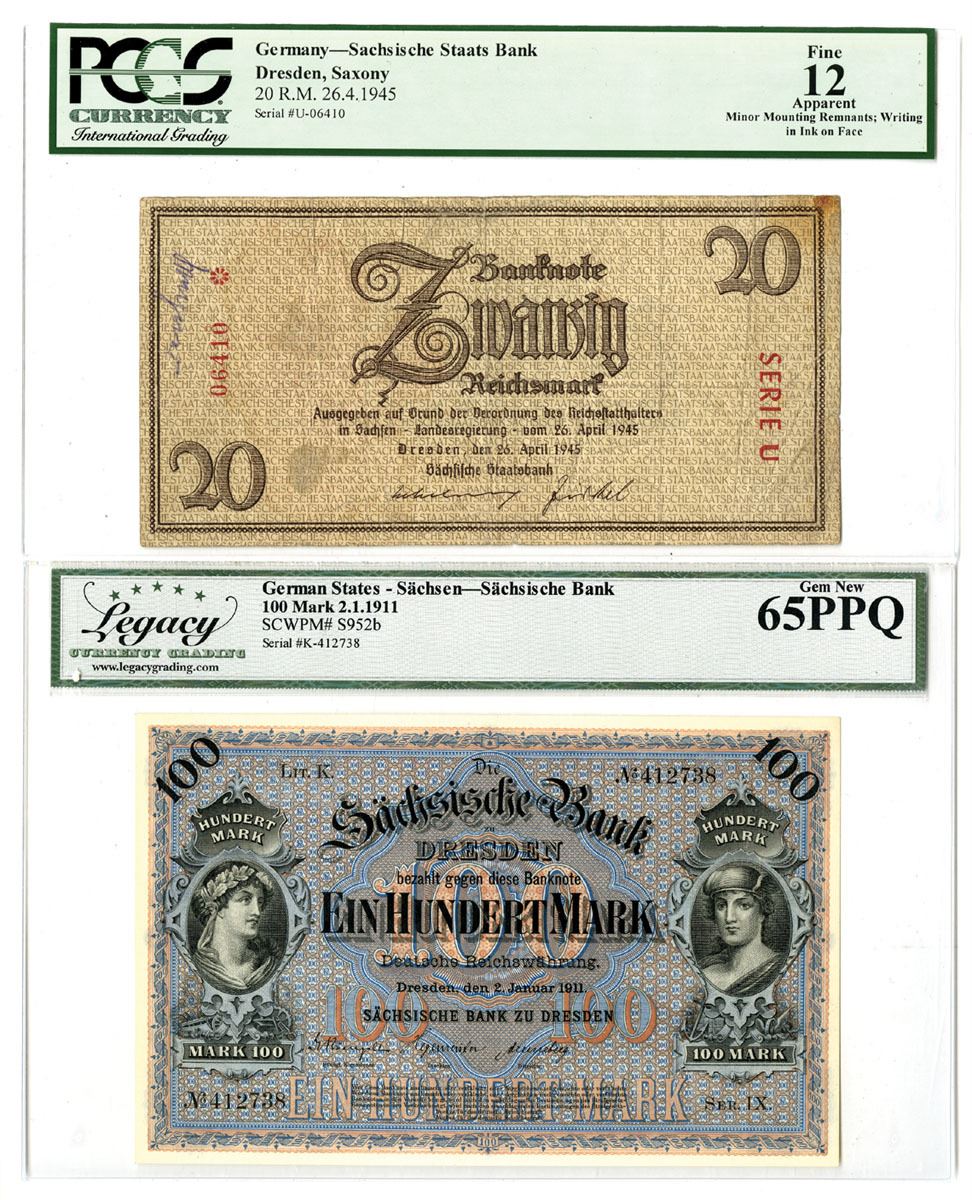 PCGS
CURRENCY
International Grading
Germany—Sachsische Staats Bank
Dresden, Saxony
20 R.M. 26.4.1945
Serial #U-06410
Fine
12
Apparent
Minor Mounting Remnants; Writing
in Ink on Face
20
Banknote
Zwanzig
Reichsmark
Ausgegeben auf Grund der Verordnung des Reichsstatthalters
in Sachsen - Landesregierung - vom 26. April 1945
Dresden, den 26. April 1945
Sächsische Staatsbank
20
06410 *
SERIE U
Legacy
CURRENCY GRADING
www.legacygrading.com
German States - Sächsen—Sächsische Bank
100 Mark 2.1.1911
SCWPM# S952b
Serial #K-412738
Gem New
65PPQ
100
100
LIT. K.
Die
№412738
Sächsische Bank
zu
DRESDEN
HUNDERT
MARK
HUNDERT
MARK
bezahlt gegen diese Banknote
100
EIN HUNDERT MARK
Deutsche Reichswährung.
Dresden, den 2. Januar 1911.
100
100
SÄCHSISCHE BANK ZU DRESDEN
MARK 100
100 MARK
№412738
EIN HUNDERT MARK
SER. IX.
100